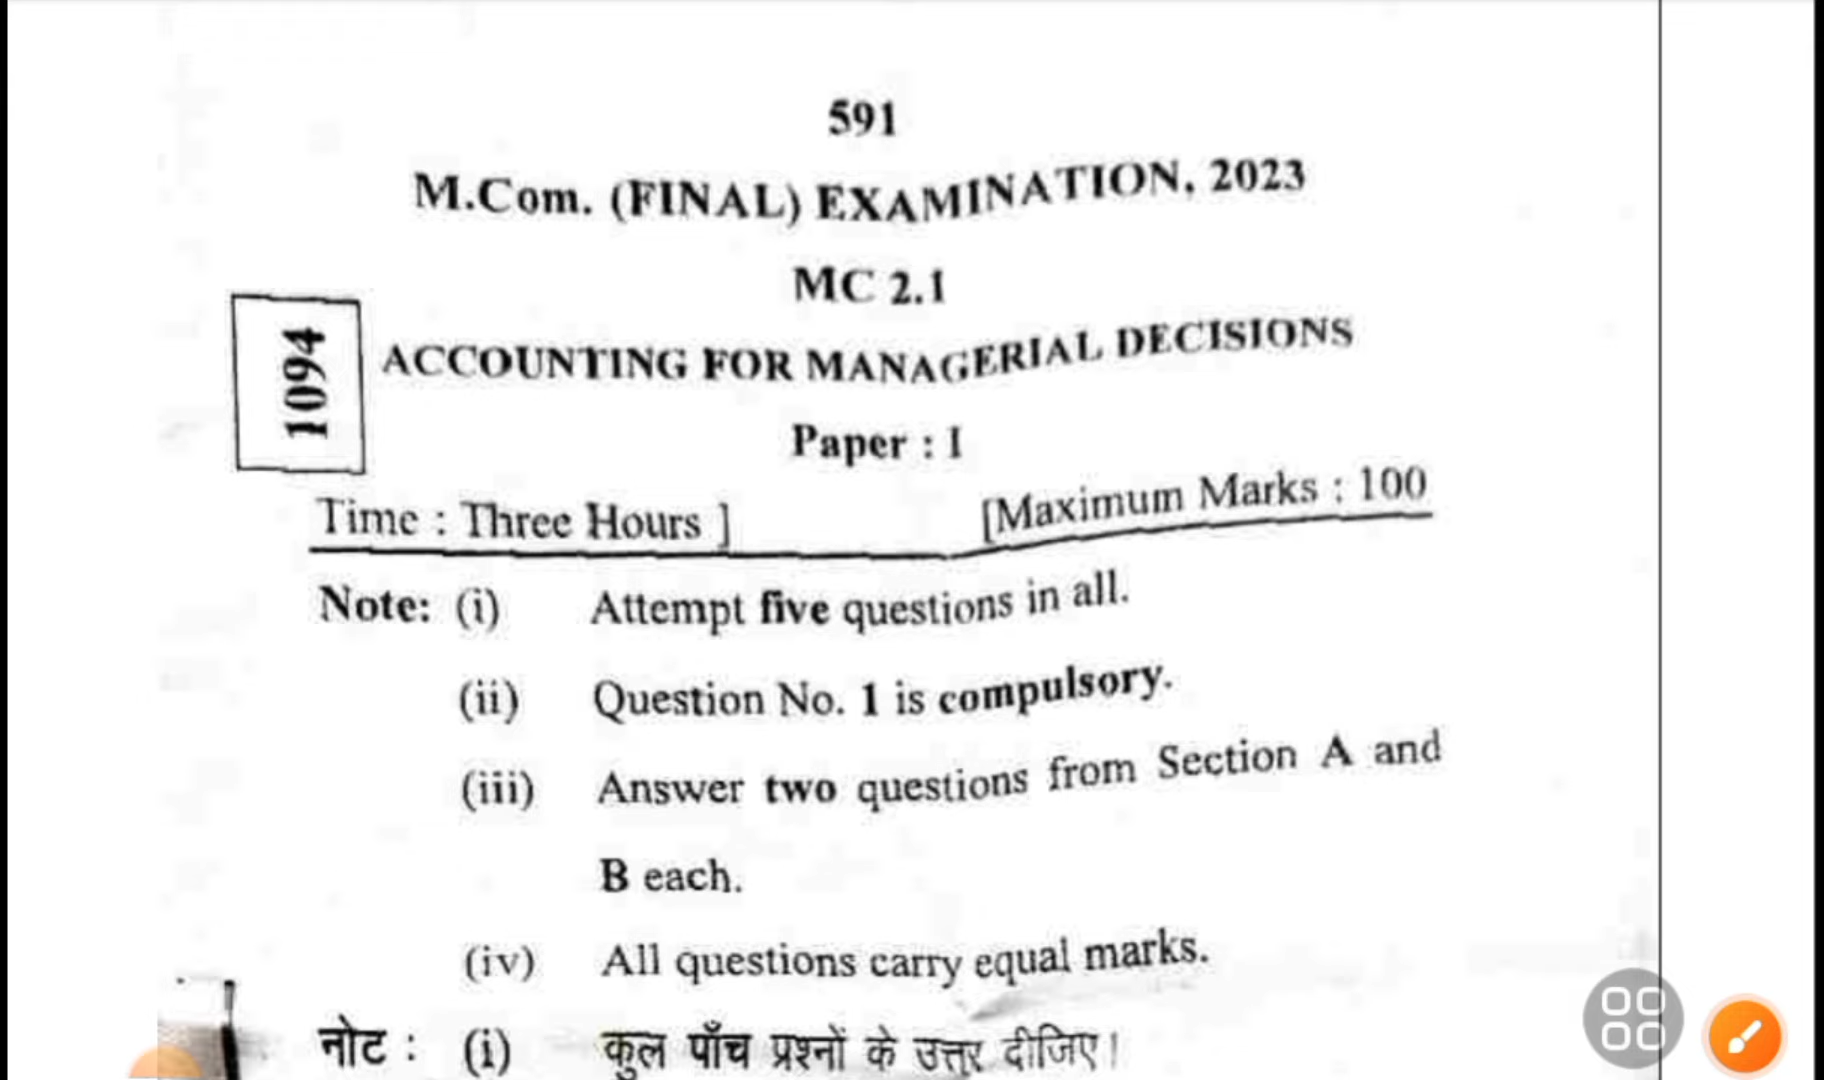 591
M.Com. (FINAL) EXAMINATION, 2023
MC 2.1
1094
ACCOUNTING FOR MANAGERIAL DECISIONS
Paper : I
Time : Three Hours ] [Maximum Marks : 100
Note: (i) Attempt five questions in all.
(ii) Question No. 1 is compulsory.
(iii) Answer two questions from Section A and
B each.
(iv) All questions carry equal marks.
नोट : (i) कुल पाँच प्रश्नों के उत्तर दीजिए।